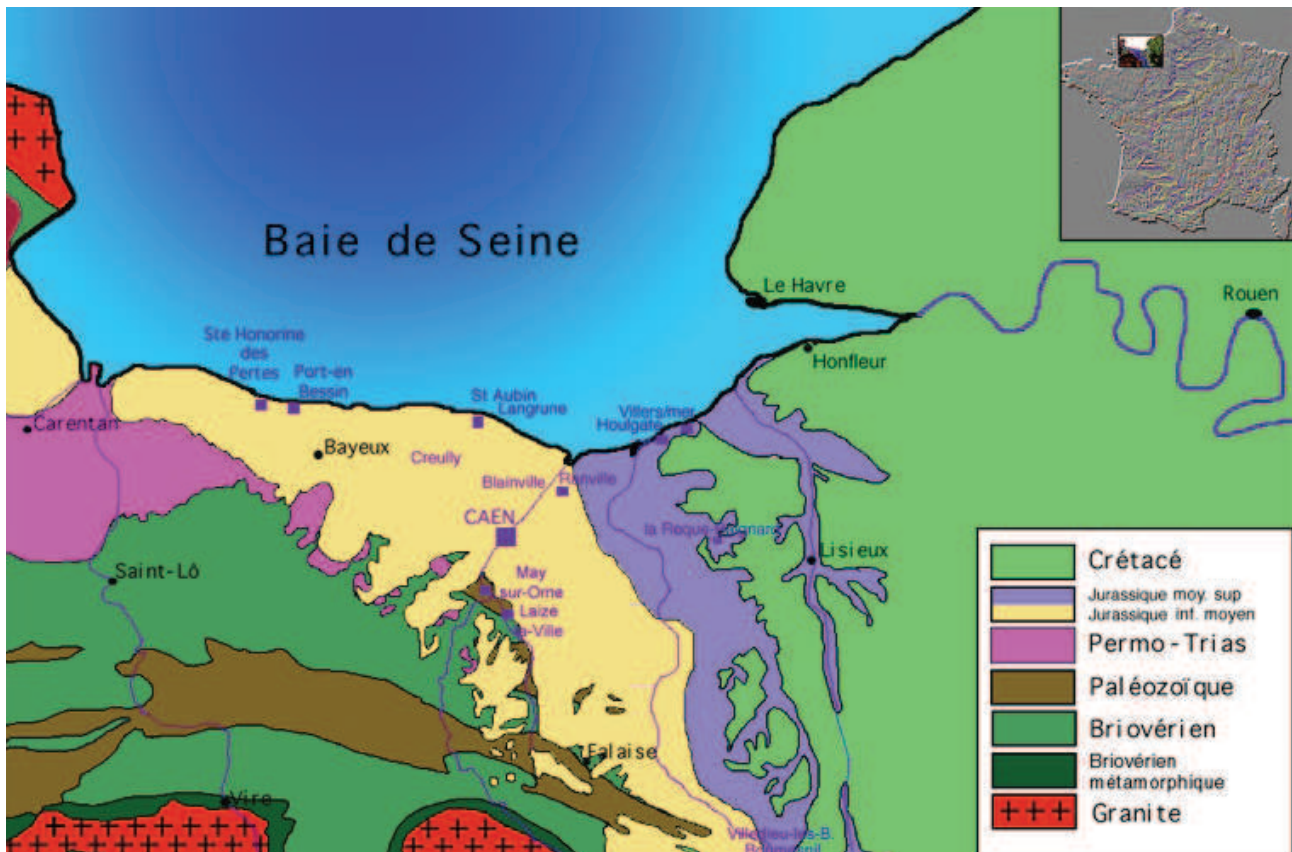 Baie de Seine
Le Havre
Rouen
Honfleur
Ste Honorine
des
Pertes
Port-en
Bessin
St Aubin
Langrune
Villers/mer
Houlgate
Carentan
Bayeux
Creully
Blainville
Ranville
CAEN
la Roque
Lisieux
Saint-Lô
May
sur-Orne
Laize
la-Ville
Falaise
Vire
Villedieu-les-B.
Crétacé
Jurassique moy. sup
Jurassique inf. moyen
Permo-Trias
Paléozoïque
Briovérien
Briovérien
métamorphique
Granite